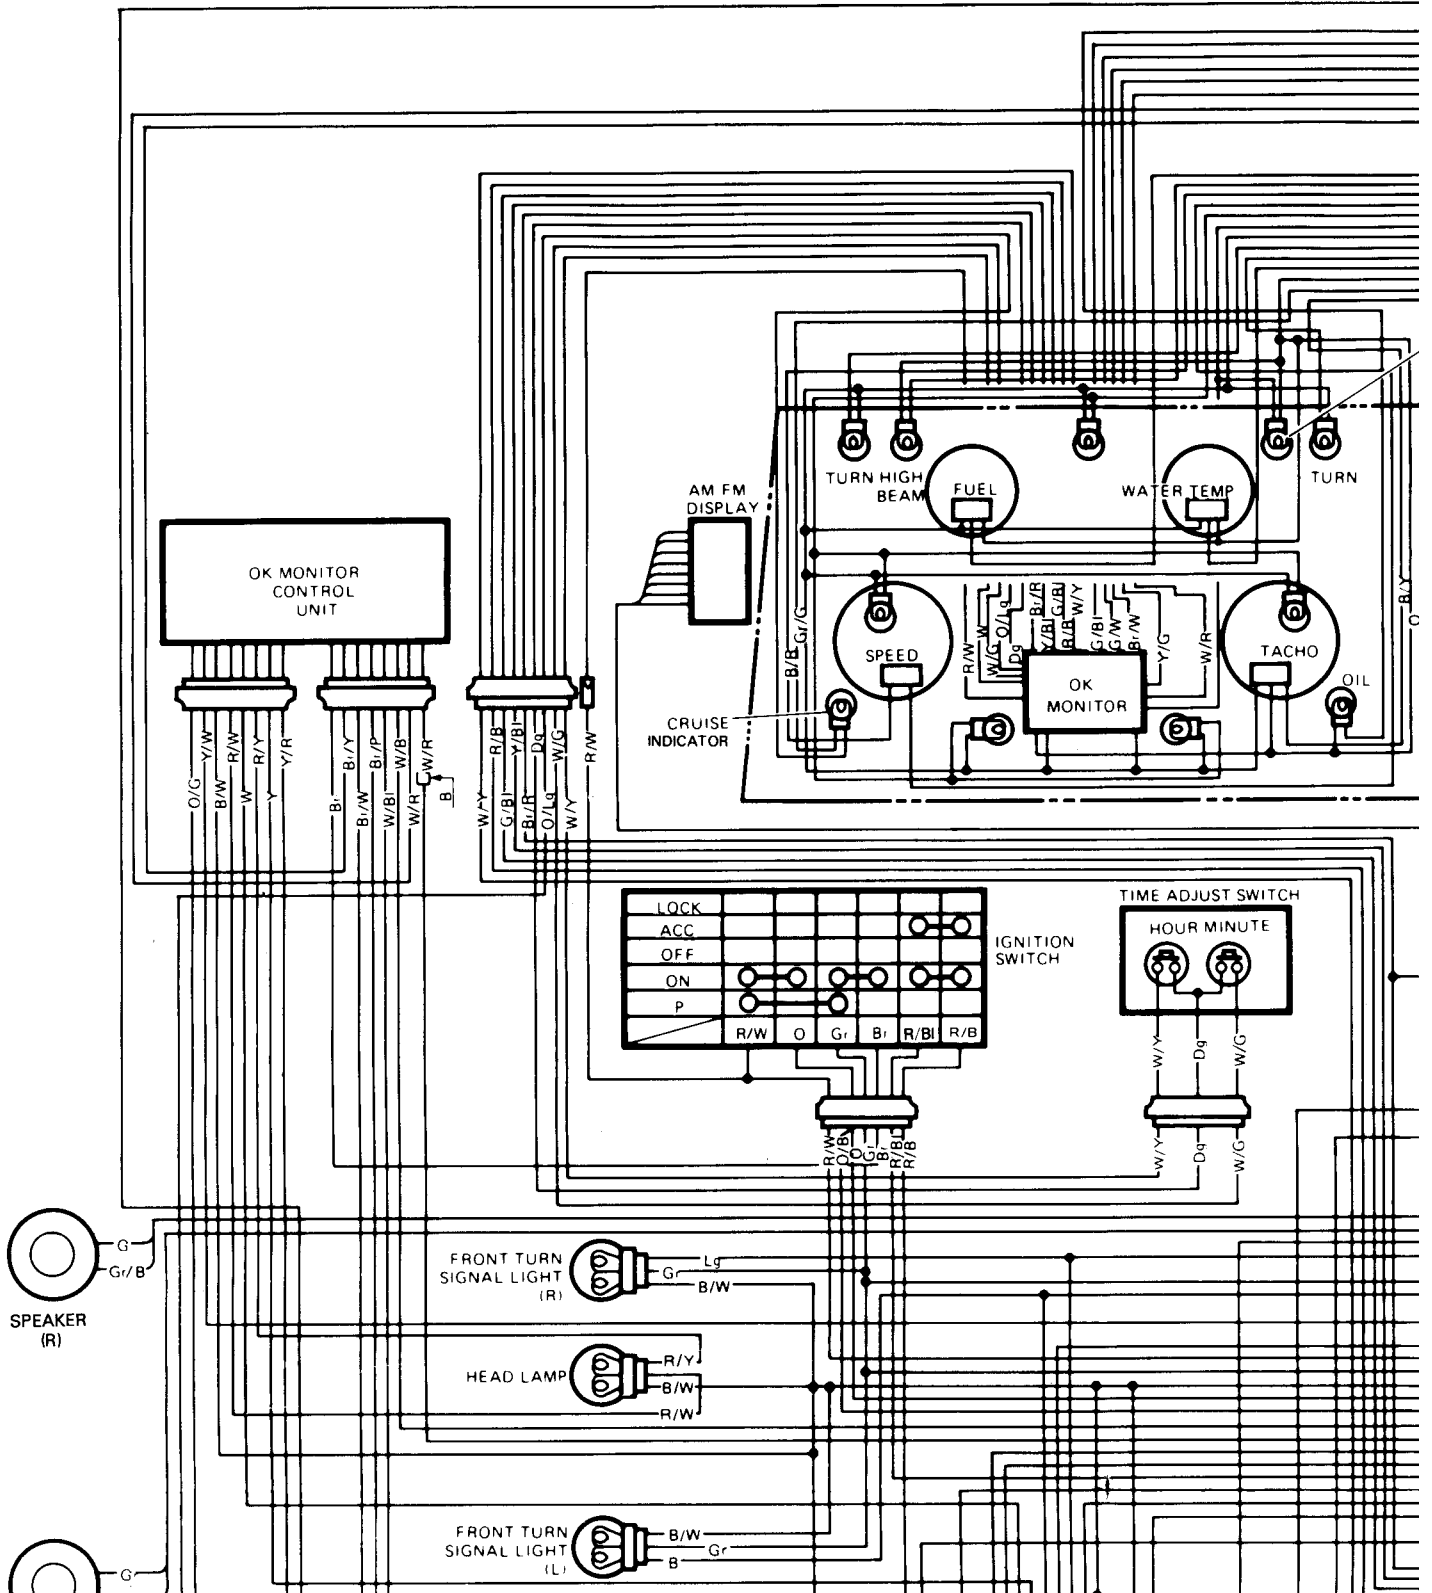 TURN HIGH
BEAM
FUEL
WATER TEMP
TURN
AM FM
DISPLAY
OK MONITOR
CONTROL
UNIT
B/B
Gr/G
R/W
W/G
W
O/Lg
Dg
Br/R
Y/Bl
G/Bl
R/B
W/Y
G/Bl
G/W
Br/W
Y/G
W/R
B/Y
O
SPEED
TACHO
OK
MONITOR
OIL
CRUISE
INDICATOR
O/G
Y/W
B/W
R/W
W
R/Y
Y
Y/R
Br
Br/Y
Br/W
Br/P
W/Bl
W/B
W/R
W/R
B
W/Y
R/B
G/Bl
Y/Bl
Br/R
Dg
O/Lg
W/G
W/Y
R/W
LOCK
ACC
OFF
ON
P
R/W O Gr Br R/Bl R/B
IGNITION
SWITCH
TIME ADJUST SWITCH
HOUR MINUTE
W/Y
Dg
W/G
R/W
O/Bl
O
Gr
Br
R/Bl
R/B
W/Y
Dg
W/G
G
Gr/B
SPEAKER
(R)
FRONT TURN
SIGNAL LIGHT
(R)
Lg
Gr
B/W
HEAD LAMP
R/Y
B/W
R/W
FRONT TURN
SIGNAL LIGHT
(L)
B/W
Gr
B
G